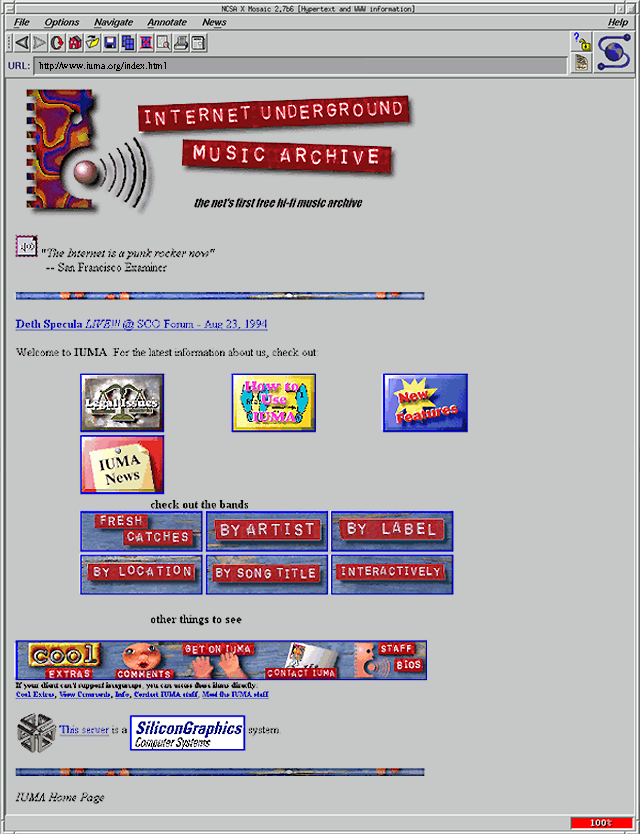 NCSA X Mosaic 2.7b6 [Hypertext and WWW information]
File Options Navigate Annotate News Help
URL: http://www.iuma.org/index.html
INTERNET UNDERGROUND
MUSIC ARCHIVE
the net's first free hi-fi music archive
"The Internet is a punk rocker now"
-- San Francisco Examiner
Deth Specula LIVE!!! @ SCO Forum - Aug 23, 1994
Welcome to IUMA. For the latest information about us, check out:
Legal Issues
How to
Use
IUMA
New
Features
IUMA
News
check out the bands
FRESH
CATCHES
BY ARTIST
BY LABEL
BY LOCATION
BY SONG TITLE
INTERACTIVELY
other things to see
COOL
EXTRAS
COMMENTS
GET ON IUMA
CONTACT IUMA
STAFF
BIOS
If your client can't support imagemaps, you can access these items directly:
Cool Extras, View Comments, Info, Contact IUMA staff, Meet the IUMA staff
This server is a SiliconGraphics
Computer Systems
system.
IUMA Home Page
100%